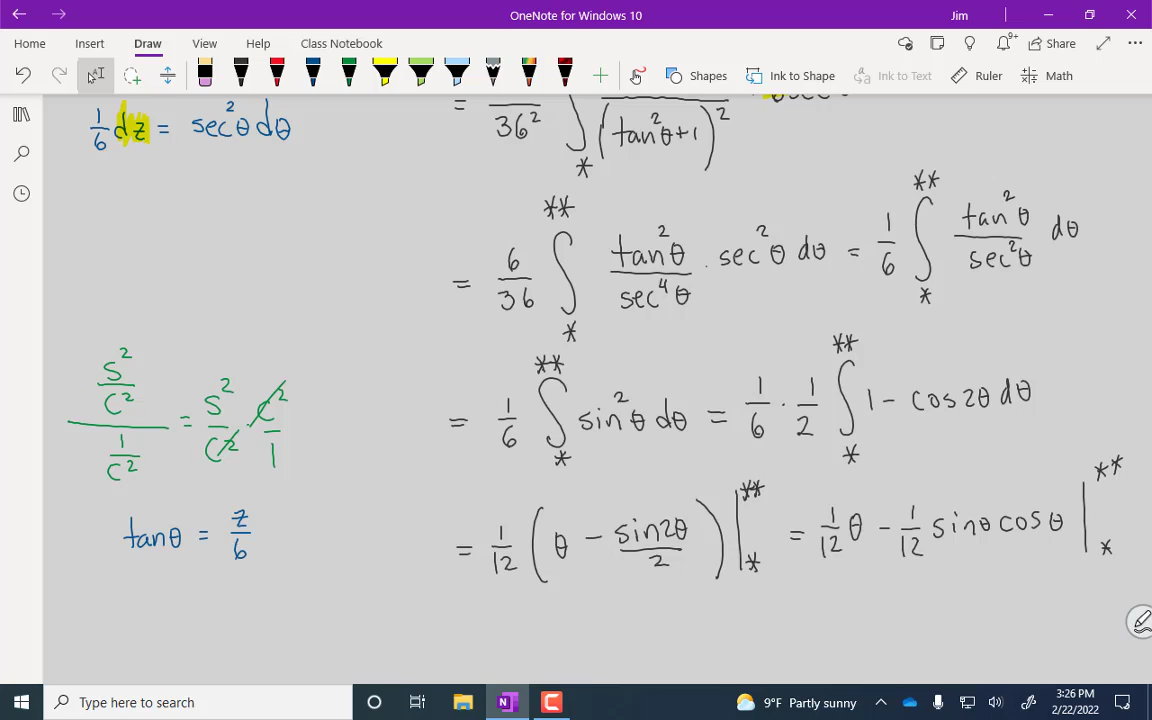 OneNote for Windows 10
Jim
Home Insert Draw View Help Class Notebook
9+ Share
Shapes Ink to Shape Ink to Text Ruler Math
1/6 dz = sec²θ dθ
= /36² ∫_* /(tan²θ+1)²
= 6/36 ∫_*^** tan²θ/sec⁴θ · sec²θ dθ = 1/6 ∫_*^** tan²θ/sec²θ dθ
(S²/C²)/(1/C²) = S²/C² · C²/1
= 1/6 ∫_*^** sin²θ dθ = 1/6 · 1/2 ∫_*^** 1 - cos2θ dθ
tanθ = z/6
= 1/12 (θ - sin2θ/2) |_*^** = 1/12 θ - 1/12 sinθ cosθ |_*^**
Type here to search
9°F Partly sunny
3:26 PM
2/22/2022